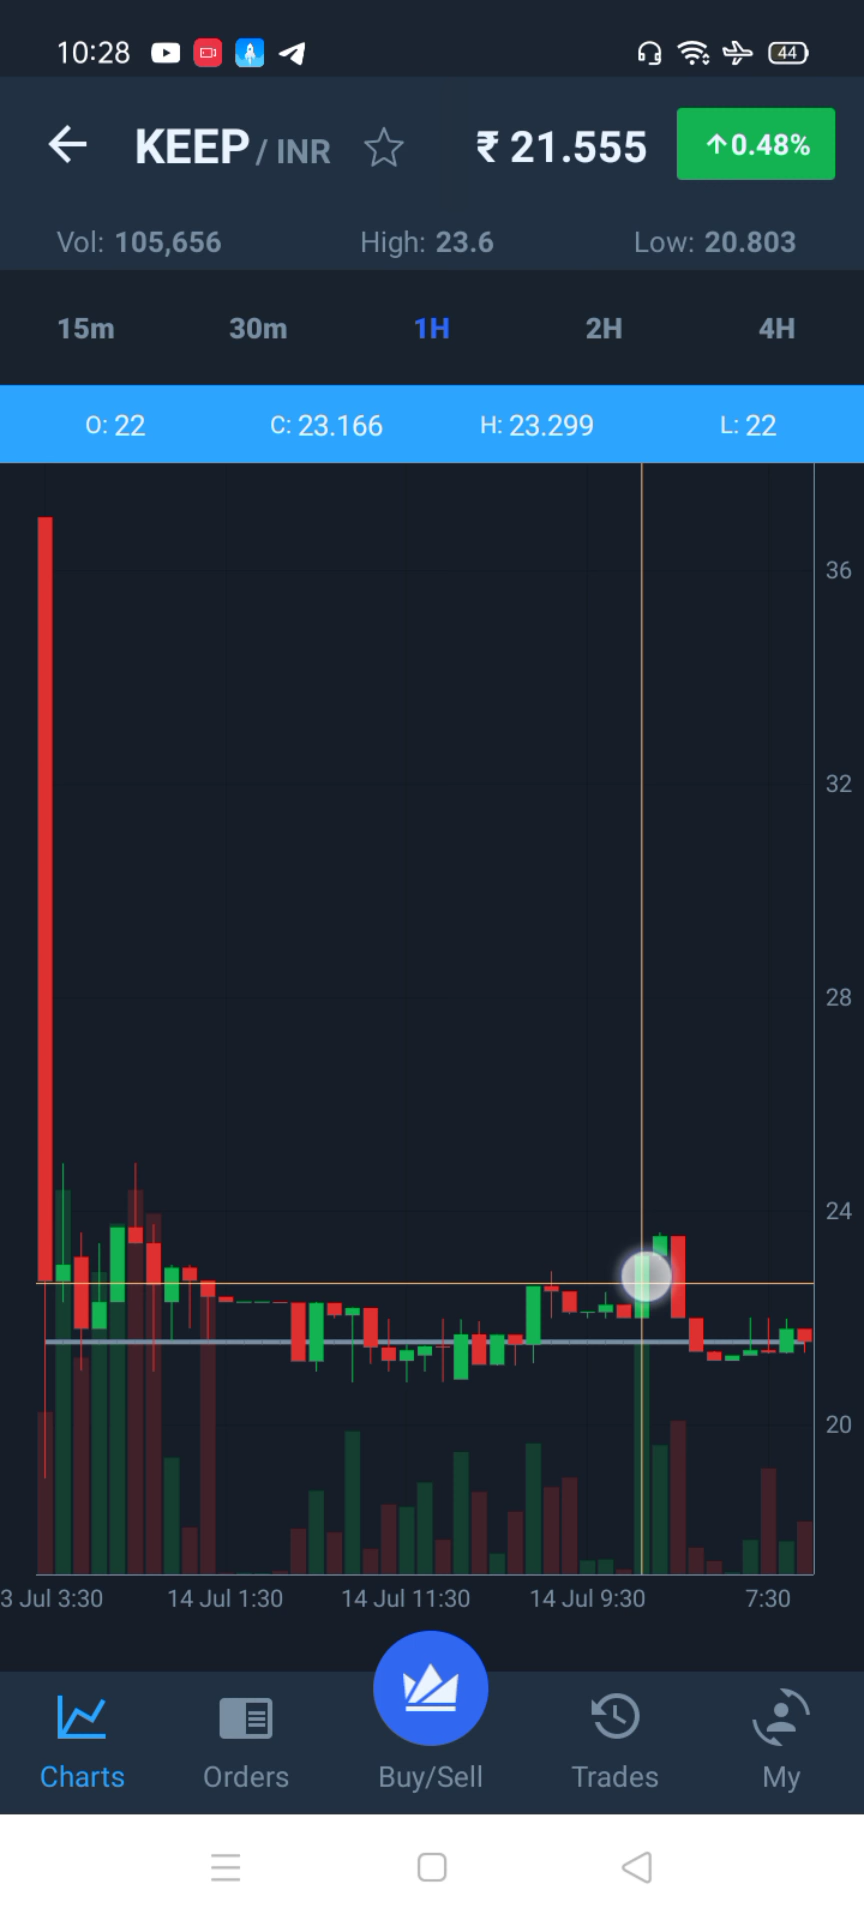 10:28 44
KEEP / INR ₹ 21.555 ↑0.48%
Vol: 105,656 High: 23.6 Low: 20.803
15m 30m 1H 2H 4H
O: 22 C: 23.166 H: 23.299 L: 22
36
32
28
24
20
3 Jul 3:30 14 Jul 1:30 14 Jul 11:30 14 Jul 9:30 7:30
Charts Orders Buy/Sell Trades My